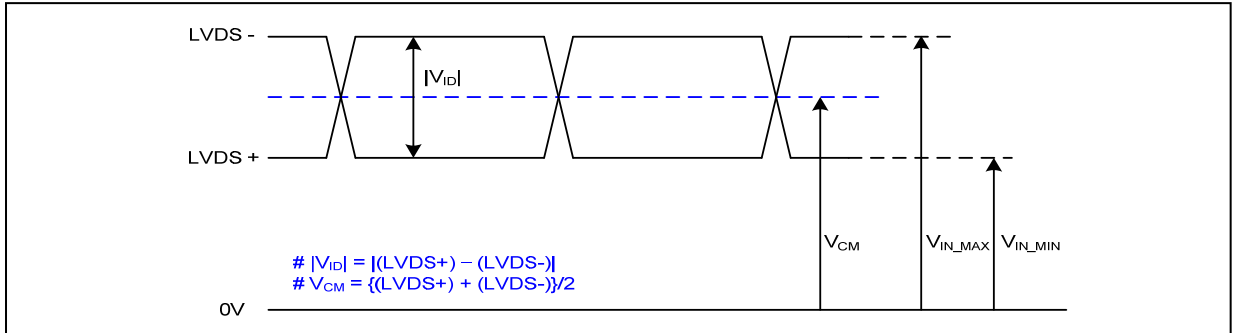 LVDS -
|VID|
LVDS +
VCM
VIN_MAX
VIN_MIN
# |VID| = |(LVDS+) – (LVDS-)|
# VCM = {(LVDS+) + (LVDS-)}/2
0V